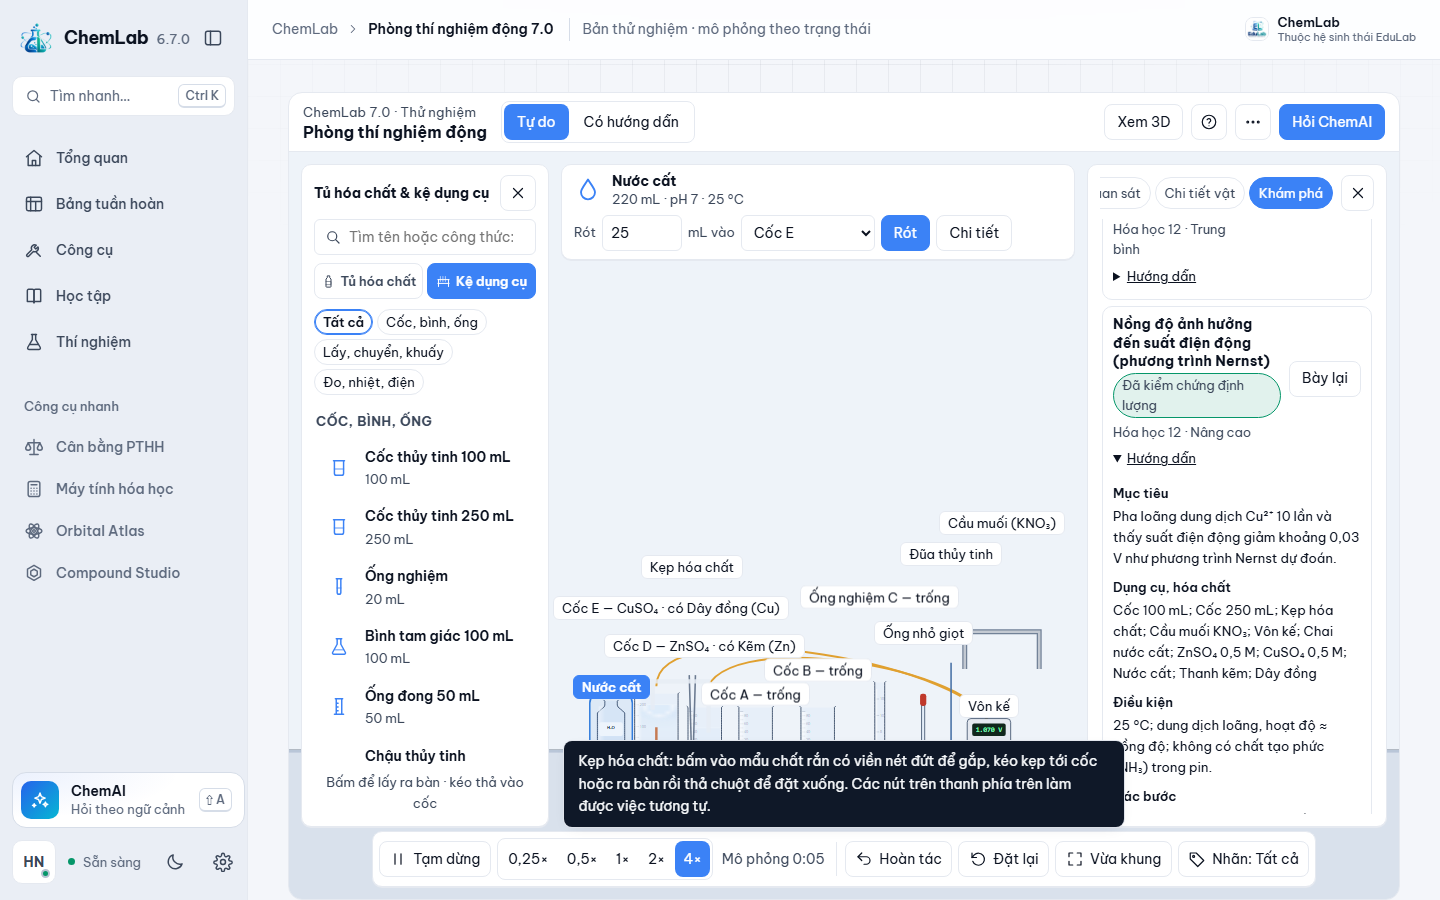 ChemLab 6.7.0
Tìm nhanh... Ctrl K
Tổng quan
Bảng tuần hoàn
Công cụ
Học tập
Thí nghiệm
Công cụ nhanh
Cân bằng PTHH
Máy tính hóa học
Orbital Atlas
Compound Studio
ChemAI
Hỏi theo ngữ cảnh
⇧ A
HN
Sẵn sàng
ChemLab > Phòng thí nghiệm động 7.0
Bản thử nghiệm · mô phỏng theo trạng thái
ChemLab
Thuộc hệ sinh thái EduLab
ChemLab 7.0 · Thử nghiệm
Phòng thí nghiệm động
Tự do
Có hướng dẫn
Xem 3D
Hỏi ChemAI
Tủ hóa chất & kệ dụng cụ
Tìm tên hoặc công thức:
Tủ hóa chất
Kệ dụng cụ
Tất cả
Cốc, bình, ống
Lấy, chuyển, khuấy
Đo, nhiệt, điện
CỐC, BÌNH, ỐNG
Cốc thủy tinh 100 mL
100 mL
Cốc thủy tinh 250 mL
250 mL
Ống nghiệm
20 mL
Bình tam giác 100 mL
100 mL
Ống đong 50 mL
50 mL
Chậu thủy tinh
Bấm để lấy ra bàn · kéo thả vào
cốc
Nước cất
220 mL · pH 7 · 25 °C
Rót 25 mL vào Cốc E Rót Chi tiết
Cầu muối (KNO₃)
Đũa thủy tinh
Kẹp hóa chất
Ống nghiệm C — trống
Cốc E — CuSO₄ · có Dây đồng (Cu)
Ống nhỏ giọt
Cốc D — ZnSO₄ · có Kẽm (Zn)
Cốc B — trống
Nước cất
Cốc A — trống
Vôn kế
H₂O
1.070 V
Kẹp hóa chất: bấm vào mẩu chất rắn có viền nét đứt để gắp, kéo kẹp tới cốc
hoặc ra bàn rồi thả chuột để đặt xuống. Các nút trên thanh phía trên làm
được việc tương tự.
uan sát
Chi tiết vật
Khám phá
Hóa học 12 · Trung
bình
Hướng dẫn
Nồng độ ảnh hưởng
đến suất điện động
(phương trình Nernst)
Đã kiểm chứng định
lượng
Bày lại
Hóa học 12 · Nâng cao
Hướng dẫn
Mục tiêu
Pha loãng dung dịch Cu²⁺ 10 lần và
thấy suất điện động giảm khoảng 0,03
V như phương trình Nernst dự đoán.
Dụng cụ, hóa chất
Cốc 100 mL; Cốc 250 mL; Kẹp hóa
chất; Cầu muối KNO₃; Vôn kế; Chai
nước cất; ZnSO₄ 0,5 M; CuSO₄ 0,5 M;
Nước cất; Thanh kẽm; Dây đồng
Điều kiện
25 °C; dung dịch loãng, hoạt độ ≈
ồng độ; không có chất tạo phức
NH₃) trong pin.
ác bước
Tạm dừng
0,25×
0,5×
1×
2×
4×
Mô phỏng 0:05
Hoàn tác
Đặt lại
Vừa khung
Nhãn: Tất cả